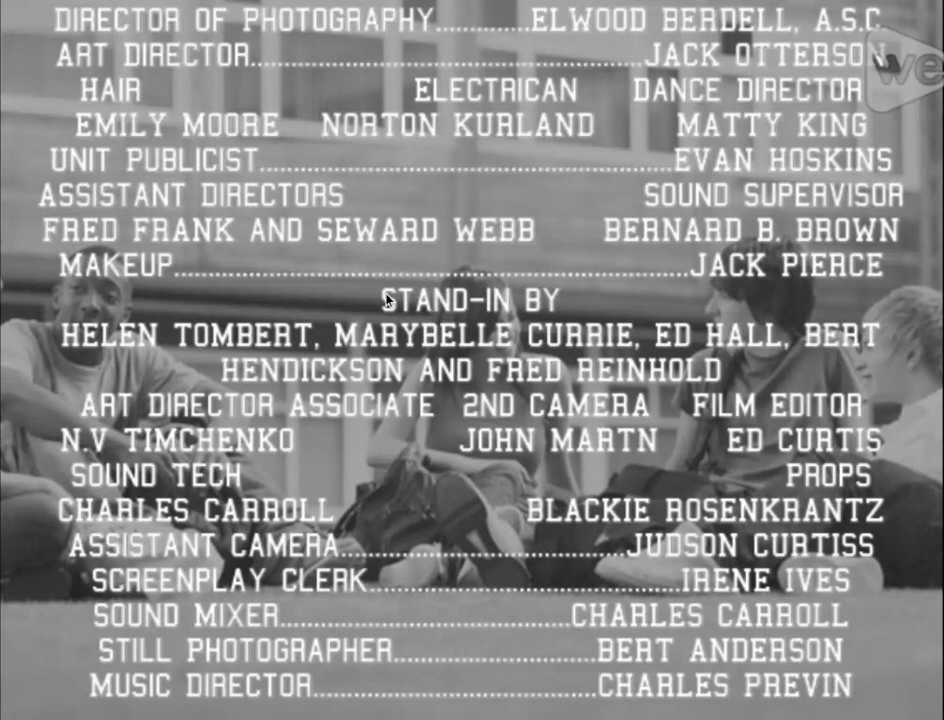 DIRECTOR OF PHOTOGRAPHY.............ELWOOD BERDELL, A.S.C.
ART DIRECTOR......................................................JACK OTTERSON
HAIR ELECTRICAN DANCE DIRECTOR
EMILY MOORE NORTON KURLAND MATTY KING
UNIT PUBLICIST..........................................................EVAN HOSKINS
ASSISTANT DIRECTORS SOUND SUPERVISOR
FRED FRANK AND SEWARD WEBB BERNARD B. BROWN
MAKEUP........................................................................JACK PIERCE
STAND-IN BY
HELEN TOMBERT, MARYBELLE CURRIE, ED HALL, BERT
HENDICKSON AND FRED REINHOLD
ART DIRECTOR ASSOCIATE 2ND CAMERA FILM EDITOR
N.V TIMCHENKO JOHN MARTN ED CURTIS
SOUND TECH PROPS
CHARLES CARROLL BLACKIE ROSENKRANTZ
ASSISTANT CAMERA.......................................JUDSON CURTISS
SCREENPLAY CLERK...........................................IRENE IVES
SOUND MIXER........................................CHARLES CARROLL
STILL PHOTOGRAPHER............................BERT ANDERSON
MUSIC DIRECTOR.......................................CHARLES PREVIN
we